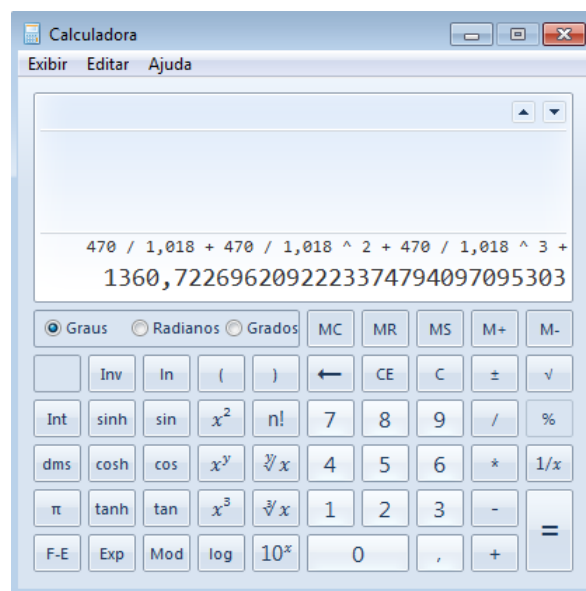 Calculadora
Exibir Editar Ajuda
470 / 1,018 + 470 / 1,018 ^ 2 + 470 / 1,018 ^ 3 +
1360,7226962092223374794097095303
Graus Radianos Grados MC MR MS M+ M-
Inv ln ( ) ← CE C ± √
Int sinh sin x² n! 7 8 9 / %
dms cosh cos xʸ ʸ√x 4 5 6 * 1/x
π tanh tan x³ ³√x 1 2 3 - =
F-E Exp Mod log 10ˣ 0 , +